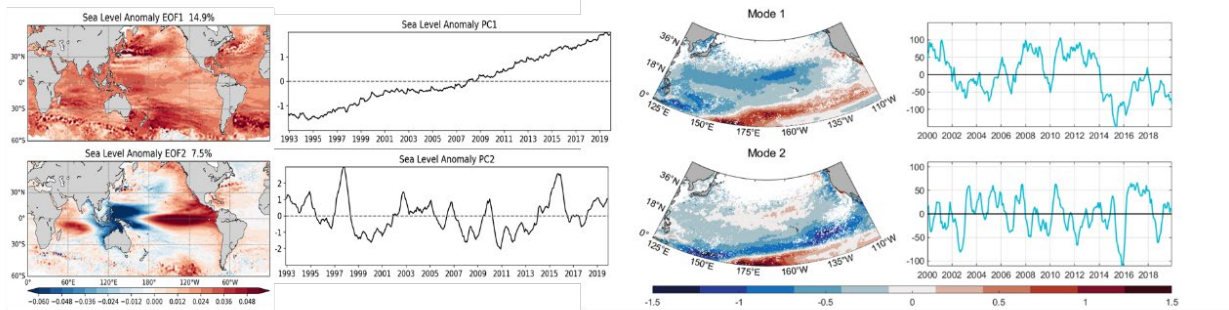 Sea Level Anomaly EOF1 14.9%
30°N
0°
30°S
60°S
Sea Level Anomaly PC1
1
0
-1
1993 1995 1997 1999 2001 2003 2005 2007 2009 2011 2013 2015 2017 2019
Sea Level Anomaly EOF2 7.5%
30°N
0°
30°S
60°S
0° 60°E 120°E 180° 120°W 60°W
-0.060 -0.048 -0.036 -0.024 -0.012 0.000 0.012 0.024 0.036 0.048
Sea Level Anomaly PC2
2
1
0
-1
-2
1993 1995 1997 1999 2001 2003 2005 2007 2009 2011 2013 2015 2017 2019
Mode 1
36°N
18°N
0°
125°E
150°E
175°E
160°W
135°W
110°W
100
50
0
-50
-100
2000 2002 2004 2006 2008 2010 2012 2014 2016 2018
Mode 2
36°N
18°N
0°
125°E
150°E
175°E
160°W
135°W
110°W
-1.5 -1 -0.5 0 0.5 1 1.5
100
50
0
-50
-100
2000 2002 2004 2006 2008 2010 2012 2014 2016 2018